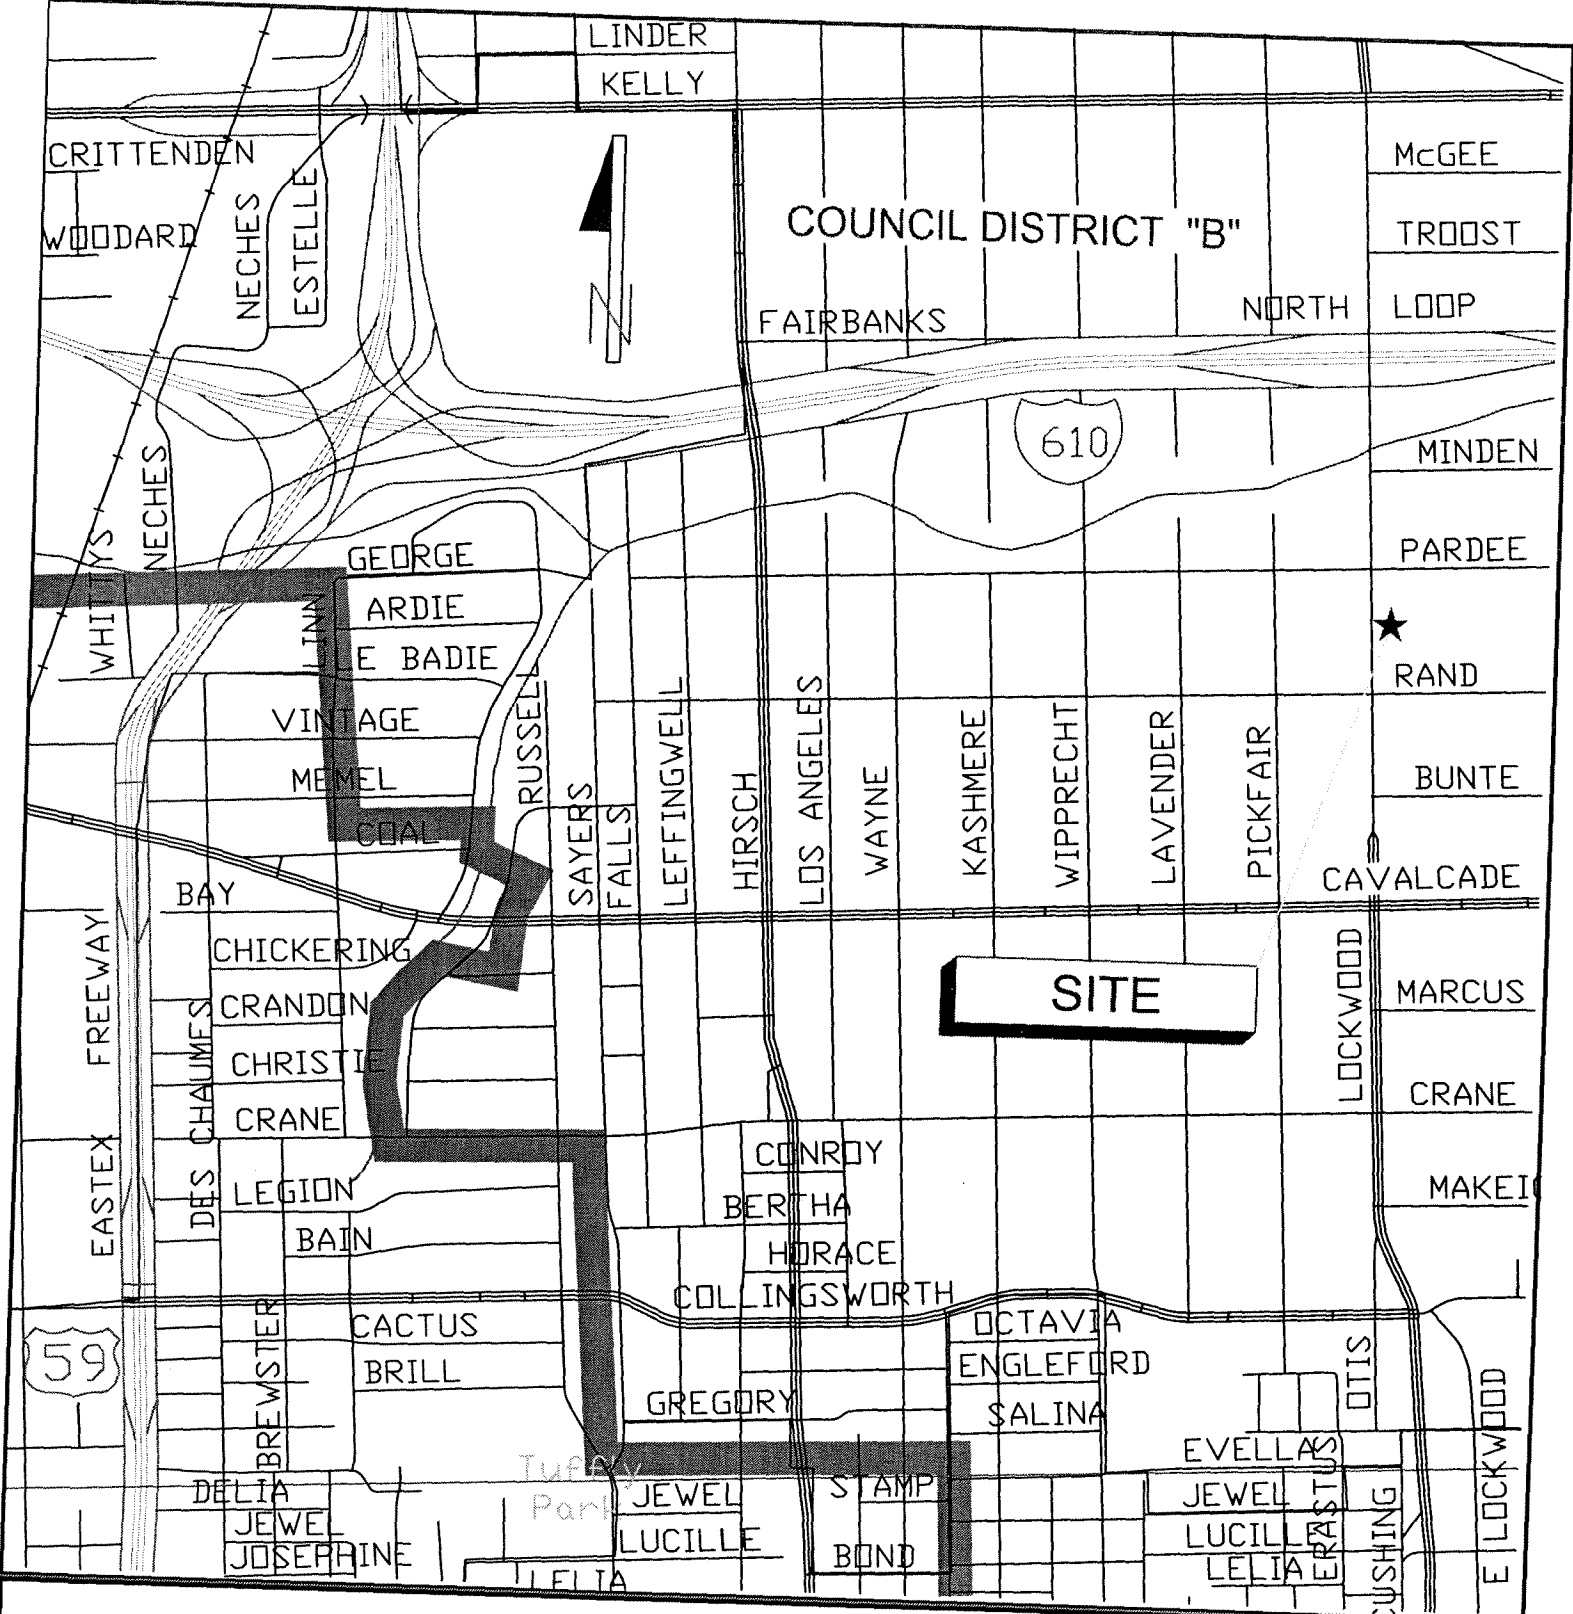 LINDER
KELLY
CRITTENDEN
McGEE
WOODARD
NECHES
ESTELLE
COUNCIL DISTRICT "B"
TROOST
N
FAIRBANKS
NORTH LOOP
610
MINDEN
NECHES
WHITTYS
GEORGE
PARDEE
LINN
ARDIE
LE BADIE
RAND
VINTAGE
RUSSELL
MEMEL
SAYERS
FALLS
LEFFINGWELL
HIRSCH
LOS ANGELES
WAYNE
KASHMERE
WIPPRECHT
LAVENDER
PICKFAIR
BUNTE
COAL
CAVALCADE
BAY
CHICKERING
SITE
LOCKWOOD
MARCUS
EASTEX FREEWAY
DES CHAUMES
CRANDON
CHRISTIE
CRANE
CRANE
CONROY
LEGION
BERTHA
BAIN
HORACE
COLLINGSWORTH
CACTUS
OCTAVIA
59
BREWSTER
BRILL
ENGLEFORD
OTIS
GREGORY
SALINA
E LOCKWOOD
EVELLA
Tuffy
Park
DELIA
JEWEL
STAMP
JEWEL
ERASTUS
CUSHING
JEWEL
LUCILLE
LUCILLE
JOSEPHINE
BOND
LELIA
LELIA